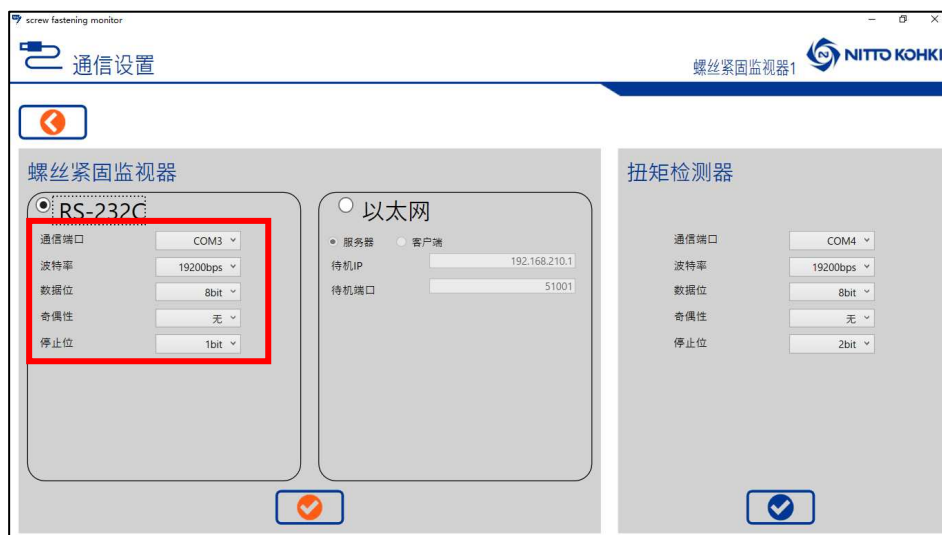 screw fastening monitor
通信设置
螺丝紧固监视器1
NITTO KOHKI
螺丝紧固监视器
RS-232C
通信端口 COM3
波特率 19200bps
数据位 8bit
奇偶性 无
停止位 1bit
以太网
服务器 客户端
待机IP 192.168.210.1
待机端口 51001
扭矩检测器
通信端口 COM4
波特率 19200bps
数据位 8bit
奇偶性 无
停止位 2bit